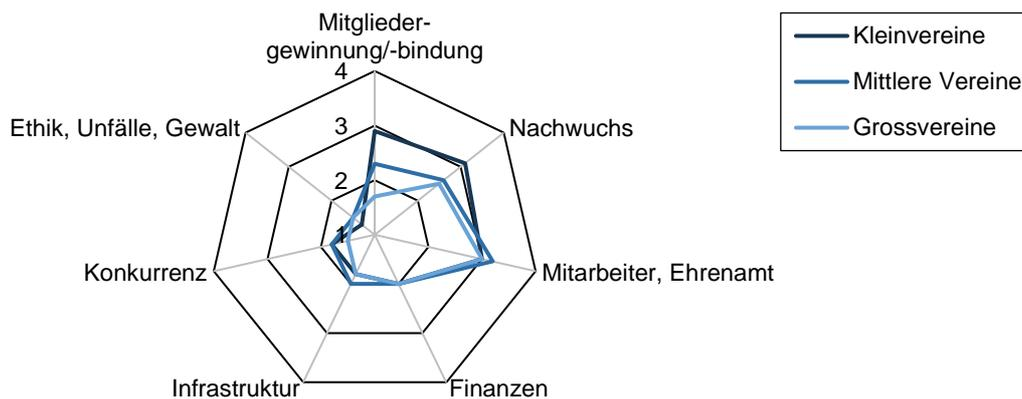 Mitglieder-
gewinnung/-bindung
4
3
2
1
Nachwuchs
Mitarbeiter, Ehrenamt
Finanzen
Infrastruktur
Konkurrenz
Ethik, Unfälle, Gewalt
Kleinvereine
Mittlere Vereine
Grossvereine